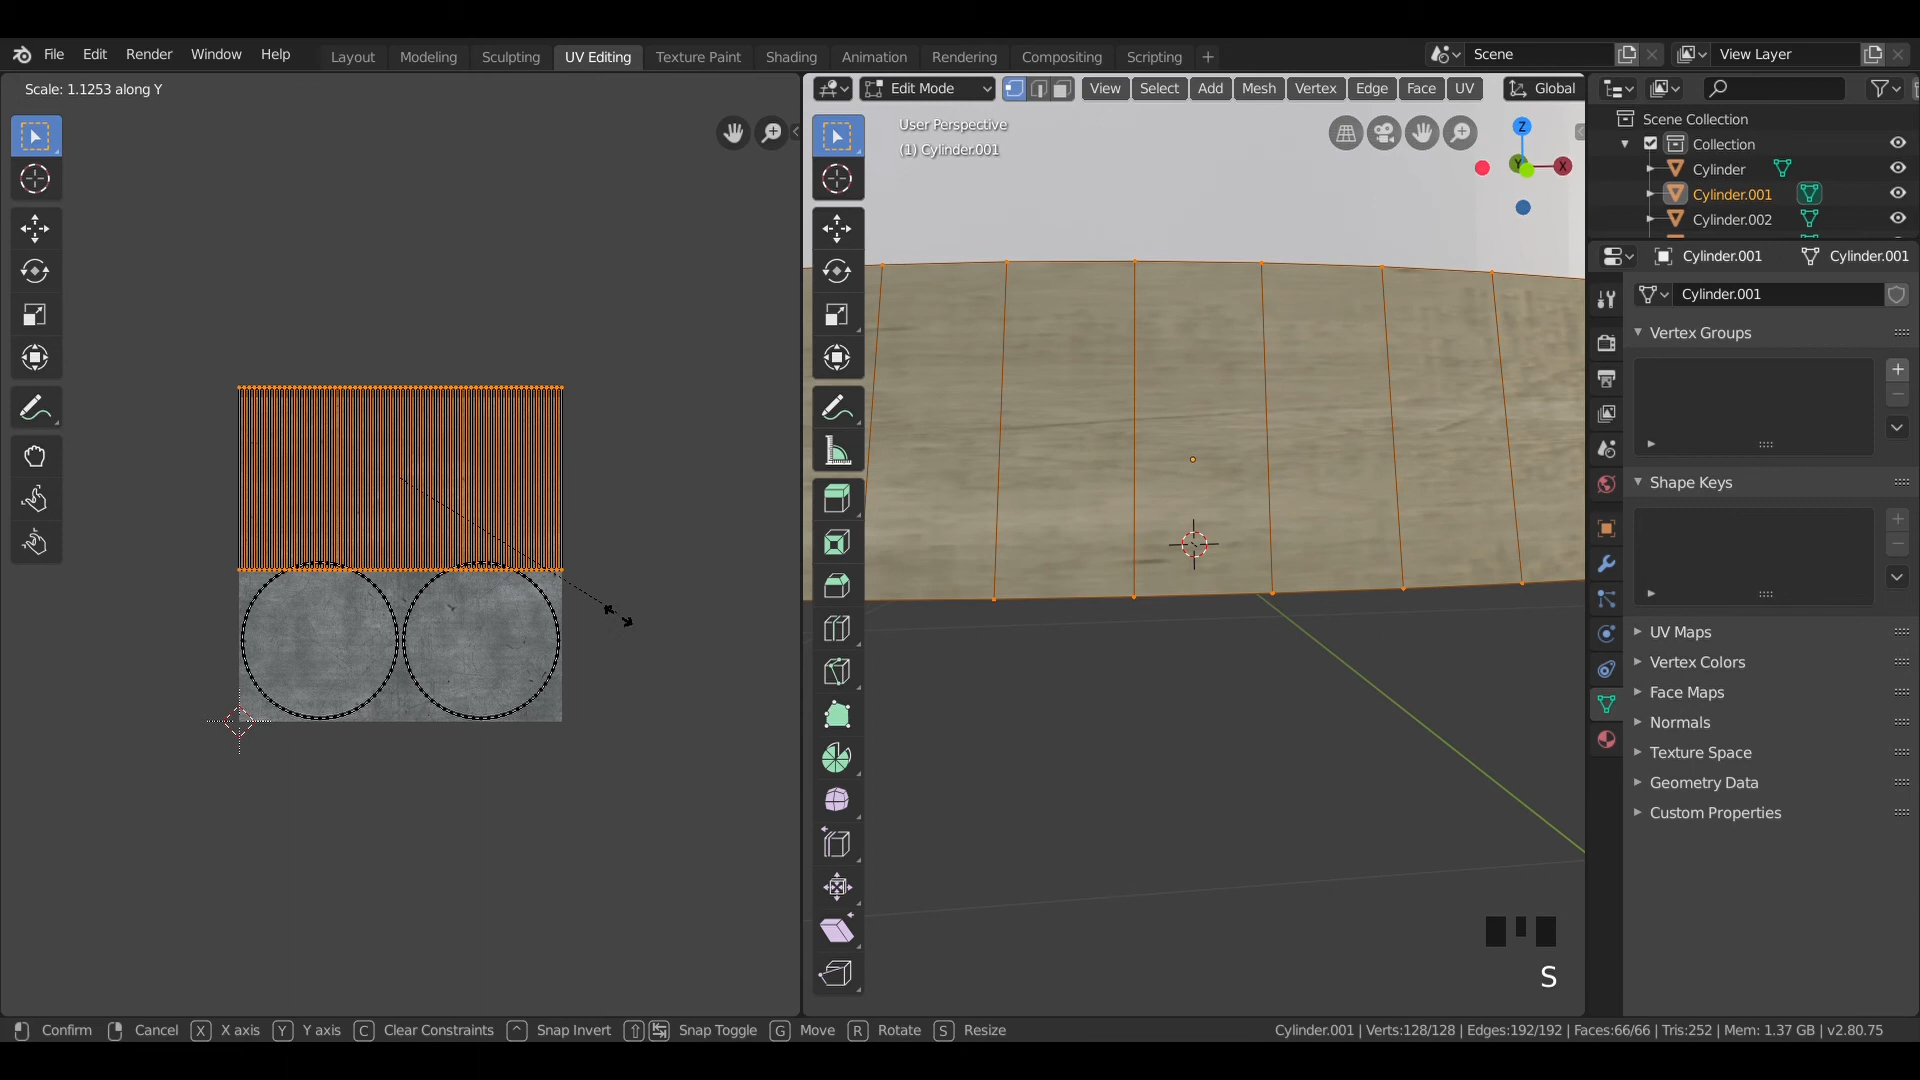 File Edit Render Window Help Layout Modeling Sculpting UV Editing Texture Paint Shading Animation Rendering Compositing Scripting + Scene View Layer
Scale: 1.1253 along Y
Edit Mode View Select Add Mesh Vertex Edge Face UV Global
User Perspective
(1) Cylinder.001
Z
Y
X
Scene Collection
Collection
Cylinder
Cylinder.001
Cylinder.002
Cylinder.001 Cylinder.001
Cylinder.001
Vertex Groups
Shape Keys
UV Maps
Vertex Colors
Face Maps
Normals
Texture Space
Geometry Data
Custom Properties
S
Confirm Cancel X X axis Y Y axis C Clear Constraints ^ Snap Invert Snap Toggle G Move R Rotate S Resize Cylinder.001 | Verts:128/128 | Edges:192/192 | Faces:66/66 | Tris:252 | Mem: 1.37 GB | v2.80.75